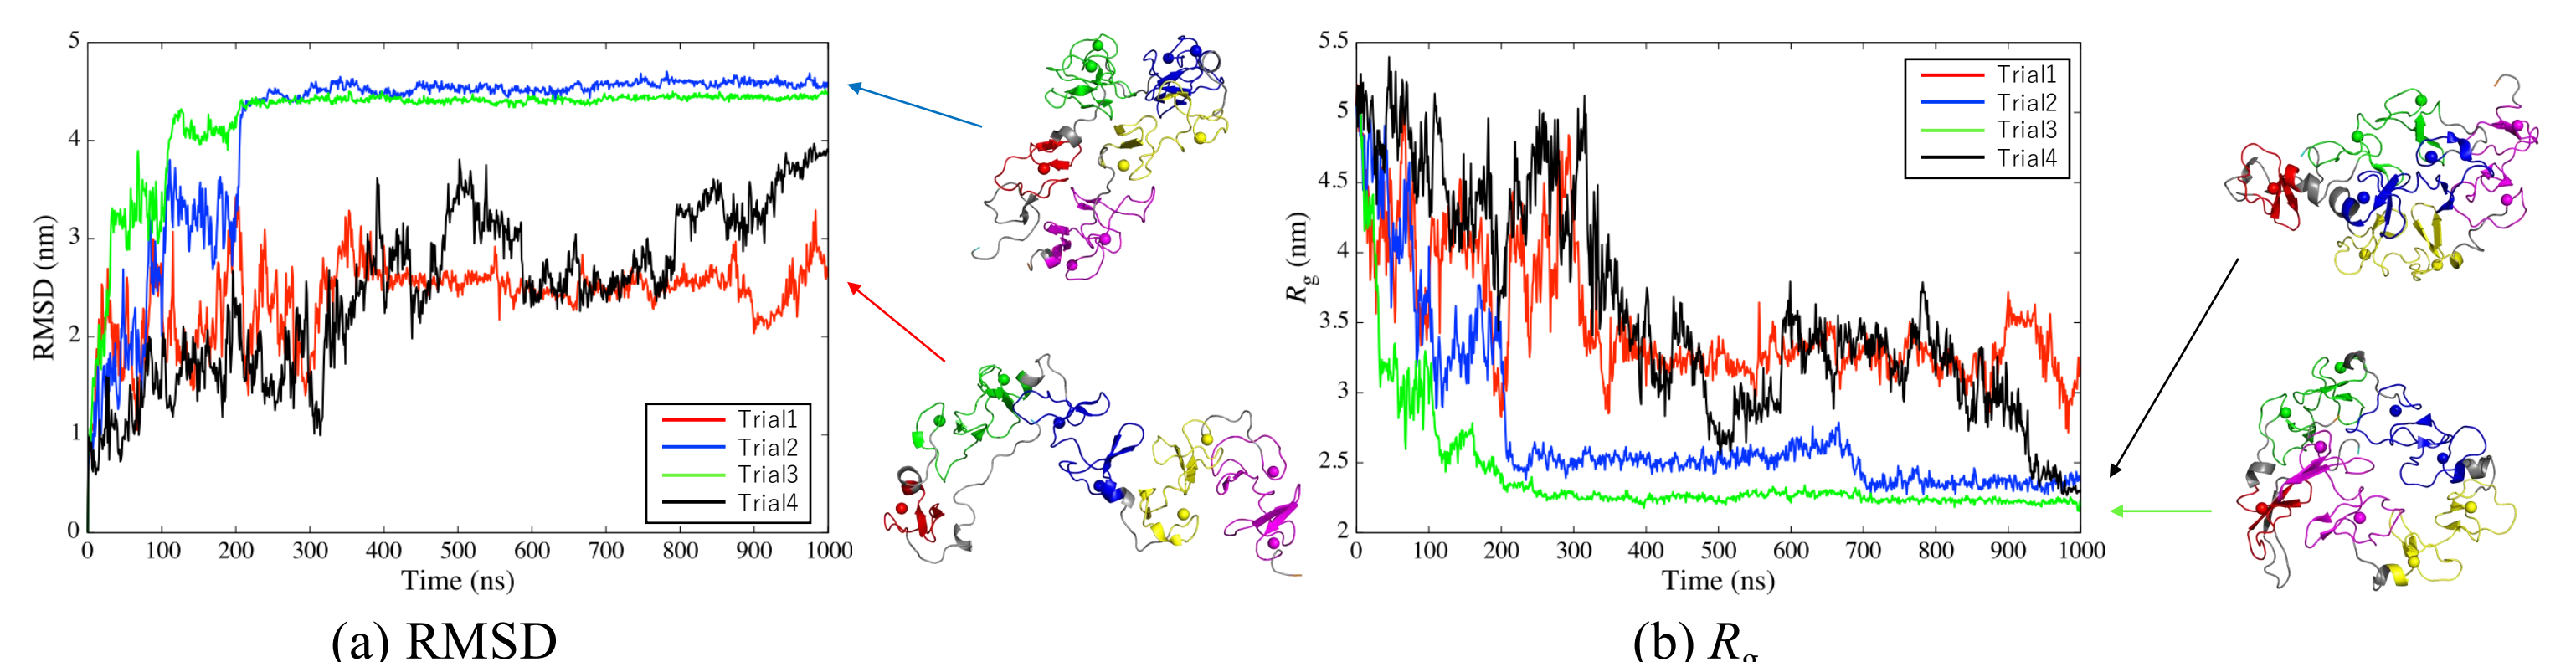 5
4
3
2
1
0
RMSD (nm)
0 100 200 300 400 500 600 700 800 900 1000
Time (ns)
Trial1
Trial2
Trial3
Trial4
(a) RMSD
5.5
5
4.5
4
3.5
3
2.5
2
Rg (nm)
0 100 200 300 400 500 600 700 800 900 1000
Time (ns)
Trial1
Trial2
Trial3
Trial4
(b) Rg